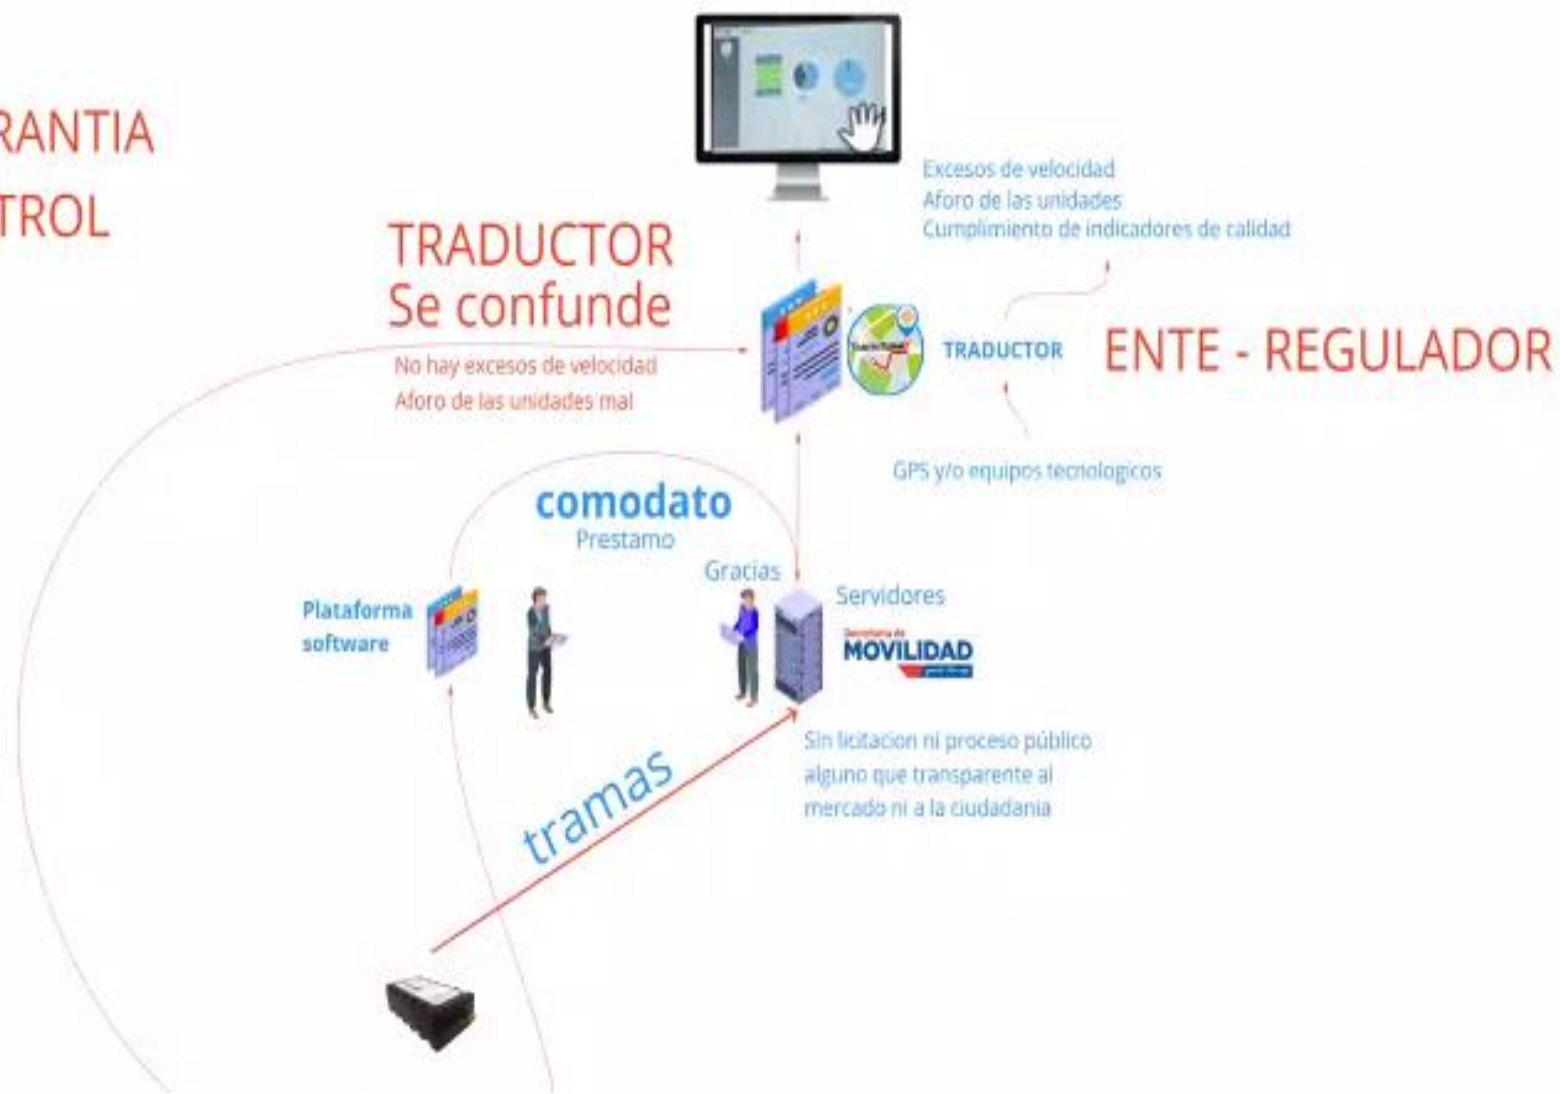 RANTIA
TROL
Excesos de velocidad
Aforo de las unidades
Cumplimiento de indicadores de calidad
TRADUCTOR
Se confunde
No hay excesos de velocidad
Aforo de las unidades mal
TRADUCTOR
ENTE - REGULADOR
GPS y/o equipos tecnologicos
comodato
Prestamo
Gracias
Plataforma
software
Servidores
Secretaría de
MOVILIDAD
Sin licitacion ni proceso público
alguno que transparente al
mercado ni a la ciudadania
tramas